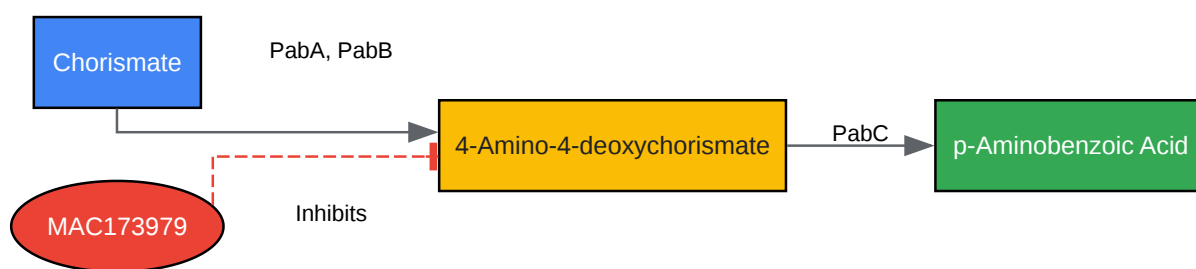 Chorismate
PabA, PabB
4-Amino-4-deoxychorismate
PabC
p-Aminobenzoic Acid
MAC173979
Inhibits